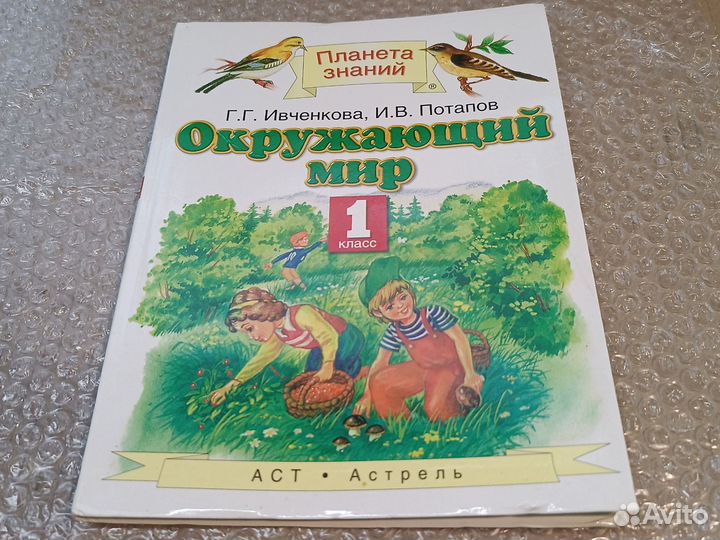 Планета
знаний
®
Г.Г. Ивченкова, И.В. Потапов
Окружающий
мир
1
класс
АСТ • Астрель
Avito